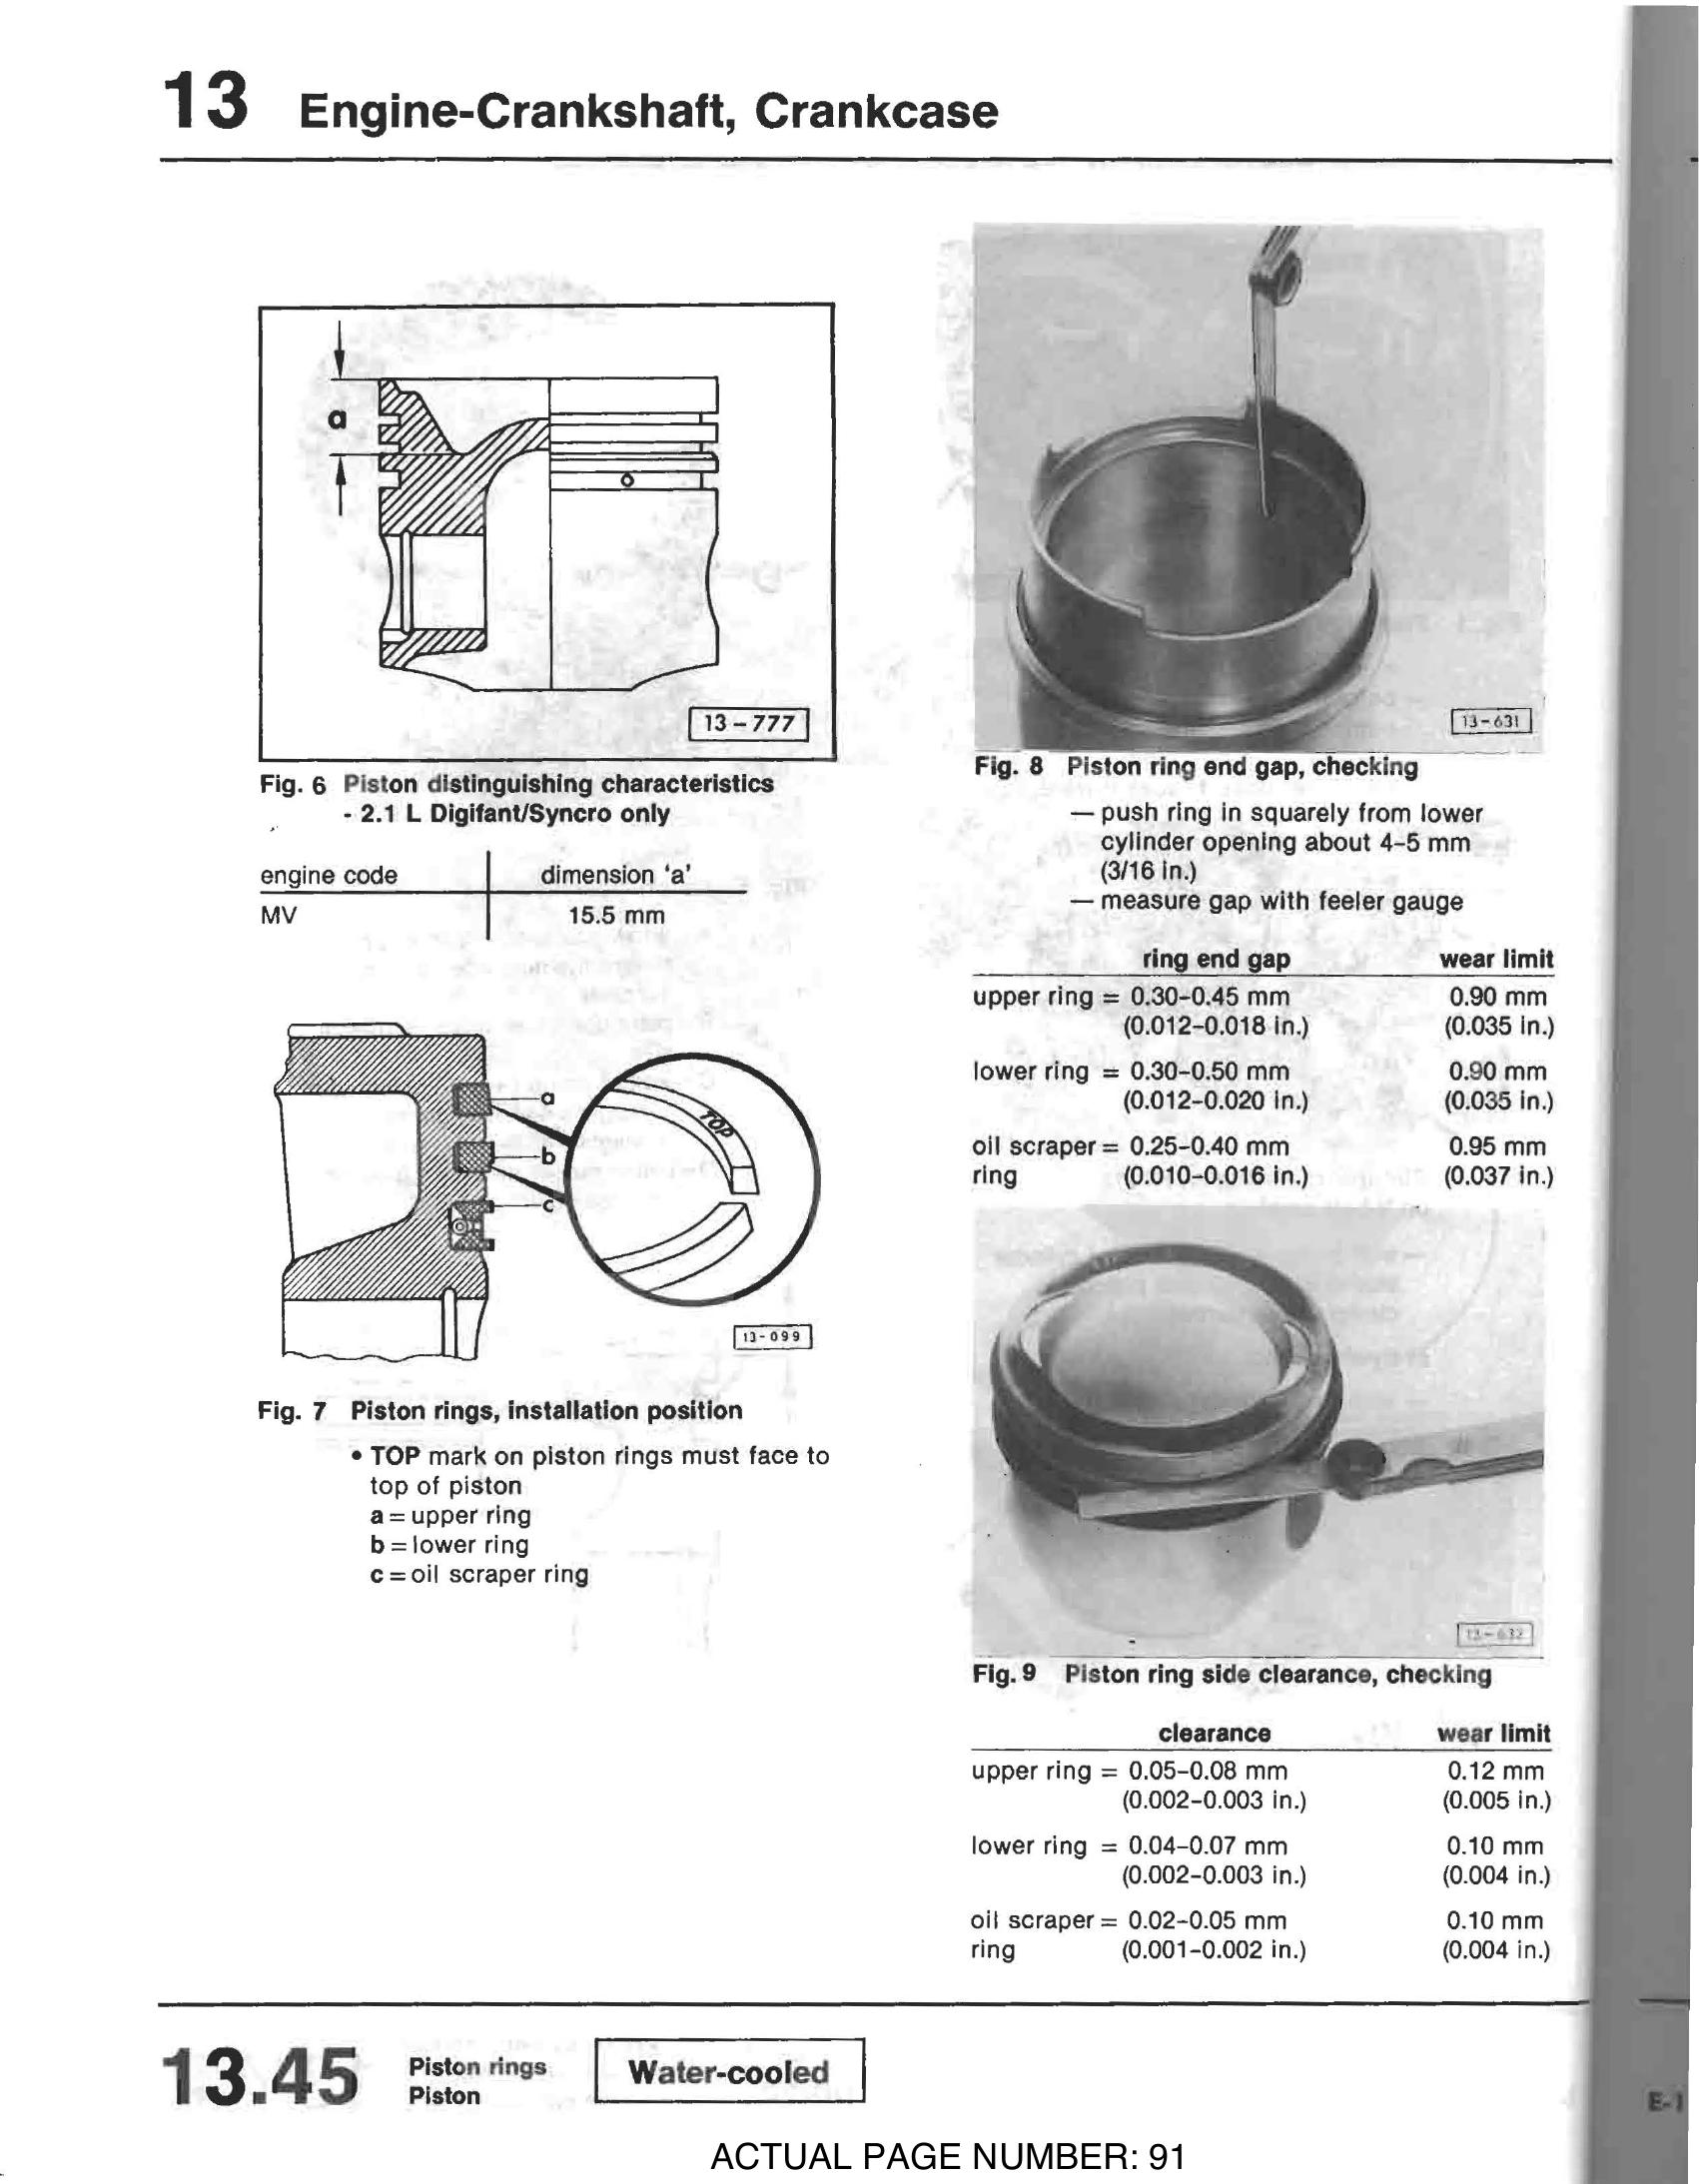 13 Engine-Crankshaft, Crankcase
a
13-777
Fig. 6 Piston distinguishing characteristics
- 2.1 L Digifant/Syncro only
engine code dimension 'a'
MV 15.5 mm
a
b
c
TOP
13-099
Fig. 7 Piston rings, installation position
• TOP mark on piston rings must face to
top of piston
a = upper ring
b = lower ring
c = oil scraper ring
13-631
Fig. 8 Piston ring end gap, checking
— push ring in squarely from lower
cylinder opening about 4-5 mm
(3/16 in.)
— measure gap with feeler gauge
ring end gap wear limit
upper ring = 0.30-0.45 mm 0.90 mm
(0.012-0.018 in.) (0.035 in.)
lower ring = 0.30-0.50 mm 0.90 mm
(0.012-0.020 in.) (0.035 in.)
oil scraper = 0.25-0.40 mm 0.95 mm
ring (0.010-0.016 in.) (0.037 in.)
13-632
Fig. 9 Piston ring side clearance, checking
clearance wear limit
upper ring = 0.05-0.08 mm 0.12 mm
(0.002-0.003 in.) (0.005 in.)
lower ring = 0.04-0.07 mm 0.10 mm
(0.002-0.003 in.) (0.004 in.)
oil scraper = 0.02-0.05 mm 0.10 mm
ring (0.001-0.002 in.) (0.004 in.)
13.45 Piston rings
Piston
Water-cooled
ACTUAL PAGE NUMBER: 91